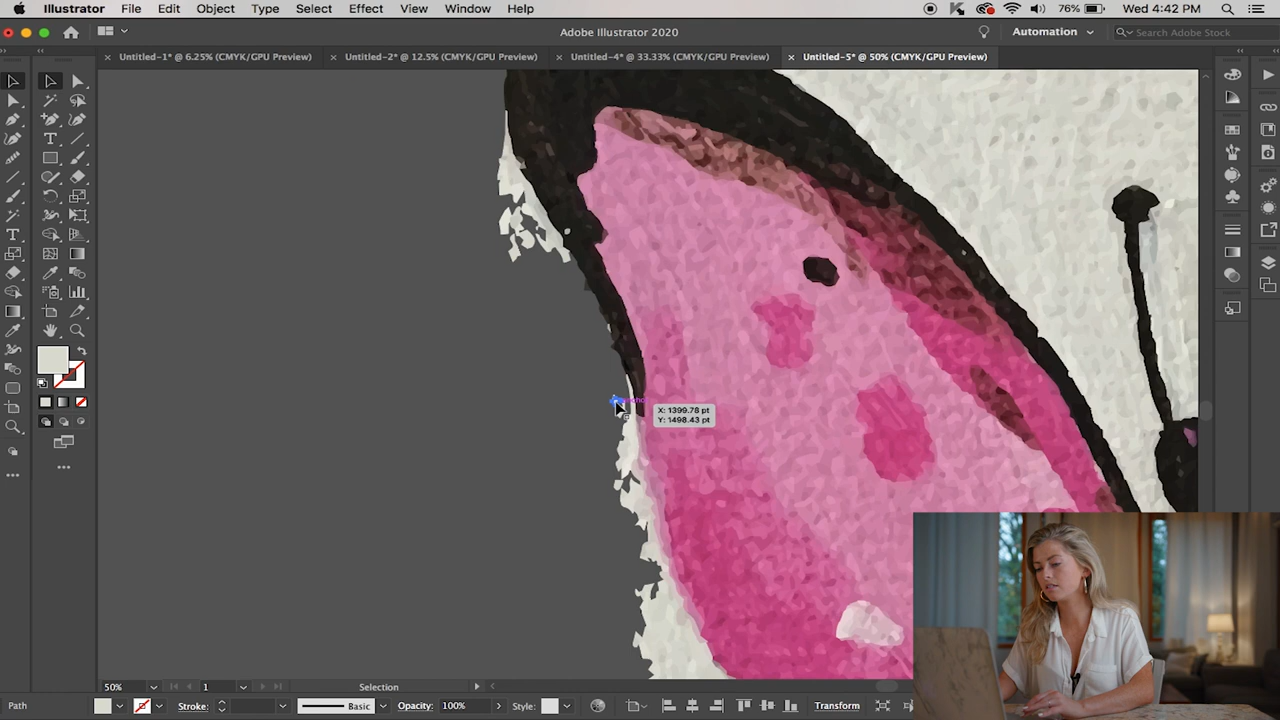 Illustrator File Edit Object Type Select Effect View Window Help 76% Wed 4:42 PM
Adobe Illustrator 2020 Automation Search Adobe Stock
Untitled-1* @ 6.25% (CMYK/GPU Preview) Untitled-2* @ 12.5% (CMYK/GPU Preview) Untitled-4* @ 33.33% (CMYK/GPU Preview) Untitled-5* @ 50% (CMYK/GPU Preview)
X: 1399.78 pt
Y: 1498.43 pt
50% 1 Selection
Path Stroke: Basic Opacity: 100% Style: Transform